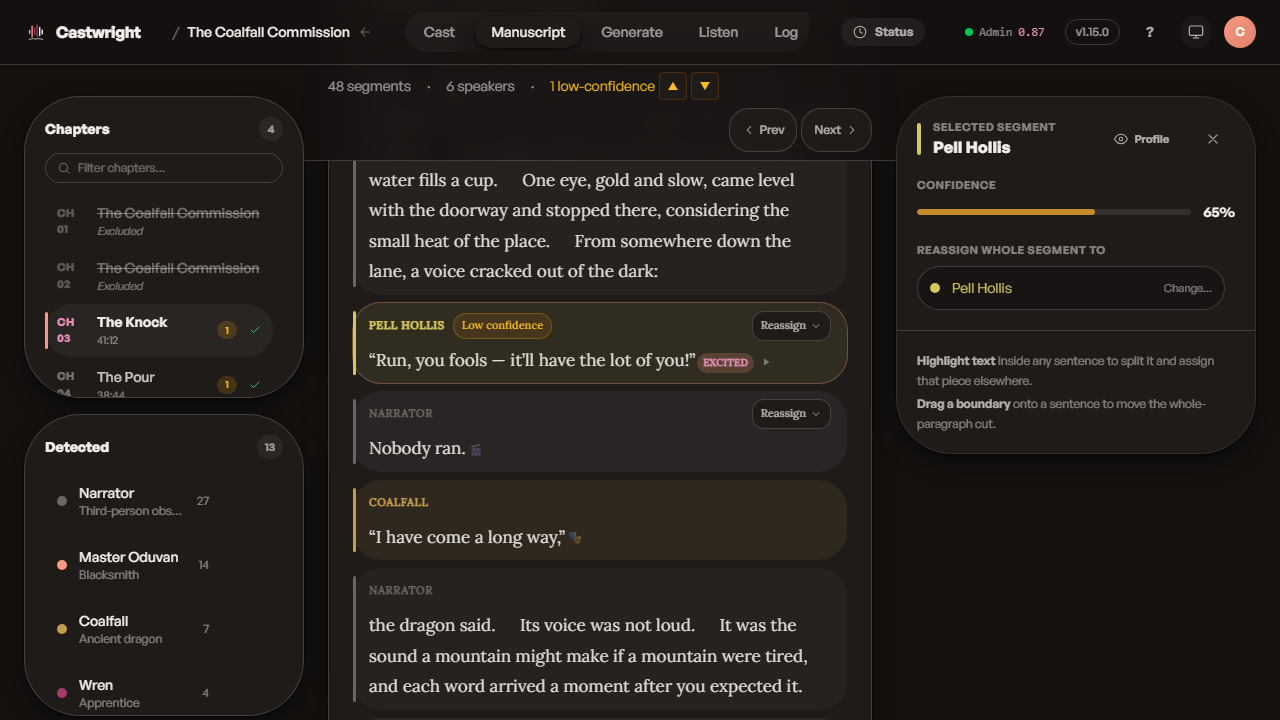 Castwright
/ The Coalfall Commission ←
Cast
Manuscript
Generate
Listen
Log
Status
Admin 0.87
v1.15.0
?
C
48 segments · 6 speakers · 1 low-confidence ▲ ▼
Prev
Next
Chapters
4
Filter chapters...
CH 01
The Coalfall Commission
Excluded
CH 02
The Coalfall Commission
Excluded
CH 03
The Knock
41:12
1
CH 04
The Pour
38:44
1
Detected
13
Narrator
Third-person obs...
27
Master Oduvan
Blacksmith
14
Coalfall
Ancient dragon
7
Wren
Apprentice
4
water fills a cup. One eye, gold and slow, came level
with the doorway and stopped there, considering the
small heat of the place. From somewhere down the
lane, a voice cracked out of the dark:
PELL HOLLIS
Low confidence
Reassign
“Run, you fools — it’ll have the lot of you!” EXCITED
NARRATOR
Reassign
Nobody ran.
COALFALL
“I have come a long way,”
NARRATOR
the dragon said. Its voice was not loud. It was the
sound a mountain might make if a mountain were tired,
and each word arrived a moment after you expected it.
SELECTED SEGMENT
Pell Hollis
Profile
CONFIDENCE
65%
REASSIGN WHOLE SEGMENT TO
Pell Hollis
Change...
Highlight text inside any sentence to split it and assign
that piece elsewhere.
Drag a boundary onto a sentence to move the whole-
paragraph cut.